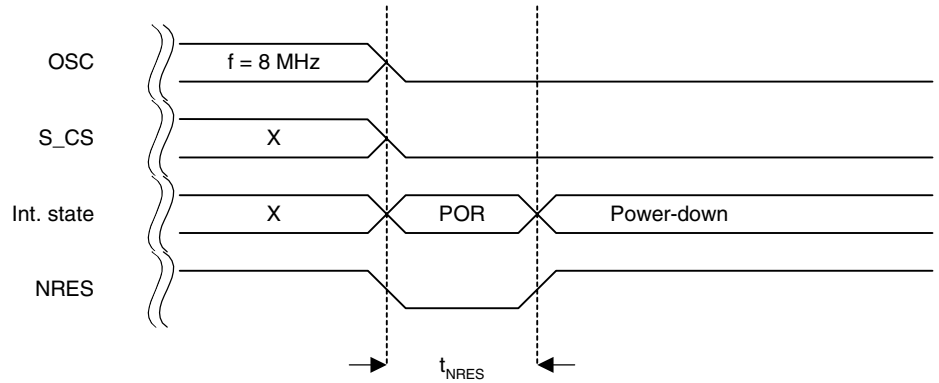 OSC f = 8 MHz
S_CS X
Int. state X POR Power-down
NRES
tNRES